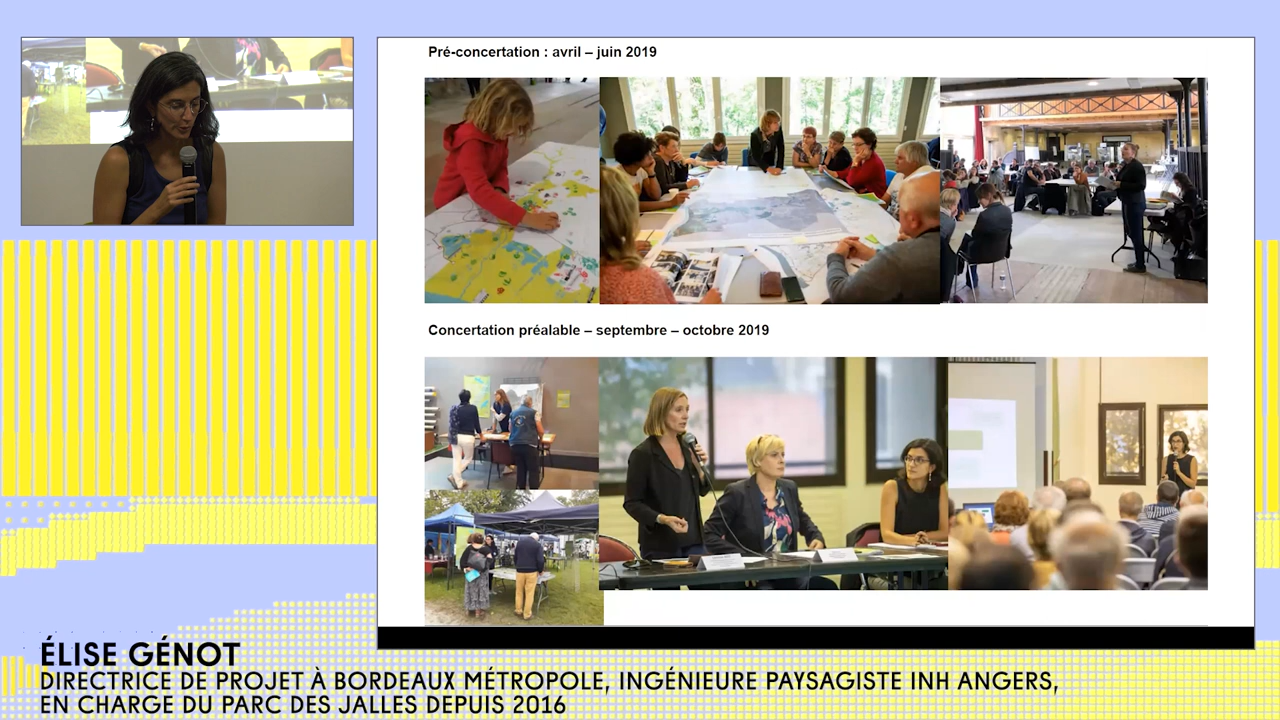 Pré-concertation : avril – juin 2019
Concertation préalable – septembre – octobre 2019
ÉLISE GÉNOT
DIRECTRICE DE PROJET À BORDEAUX MÉTROPOLE, INGÉNIEURE PAYSAGISTE INH ANGERS,
EN CHARGE DU PARC DES JALLES DEPUIS 2016